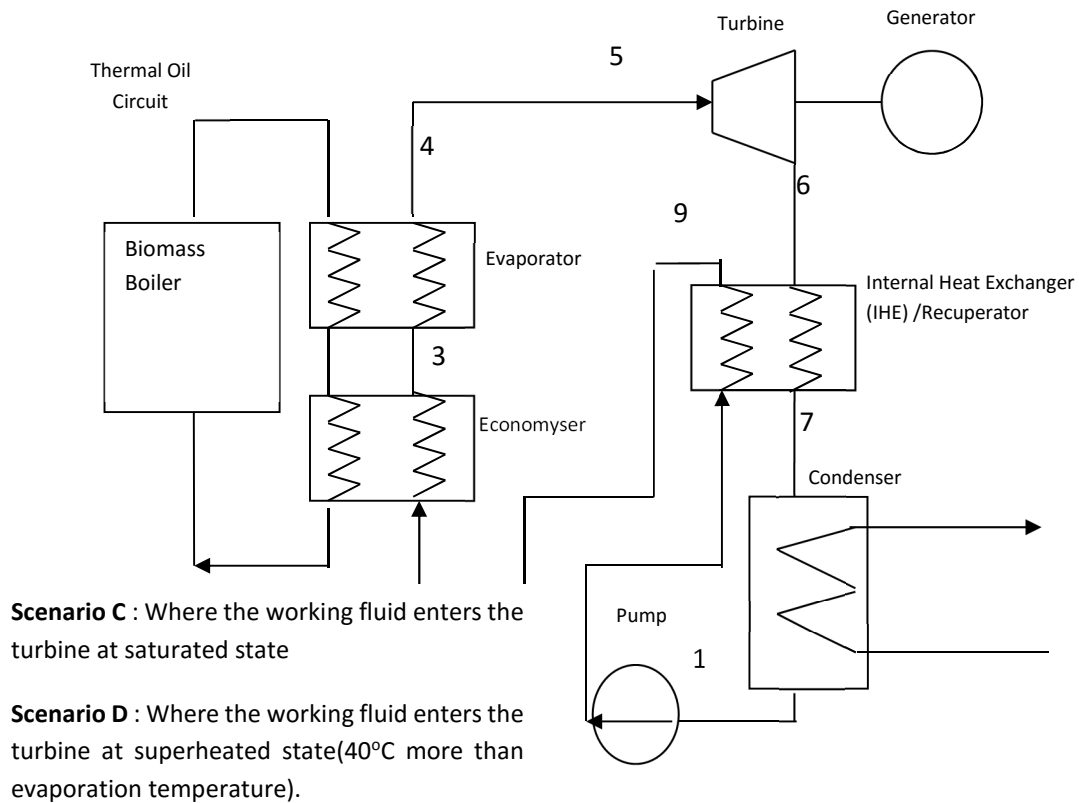 Turbine
Generator
5
Thermal Oil
Circuit
4
6
9
Biomass
Boiler
Evaporator
Internal Heat Exchanger
(IHE) /Recuperator
3
Economyser
7
Condenser
Scenario C : Where the working fluid enters the
turbine at saturated state
Pump
1
Scenario D : Where the working fluid enters the
turbine at superheated state(40°C more than
evaporation temperature).